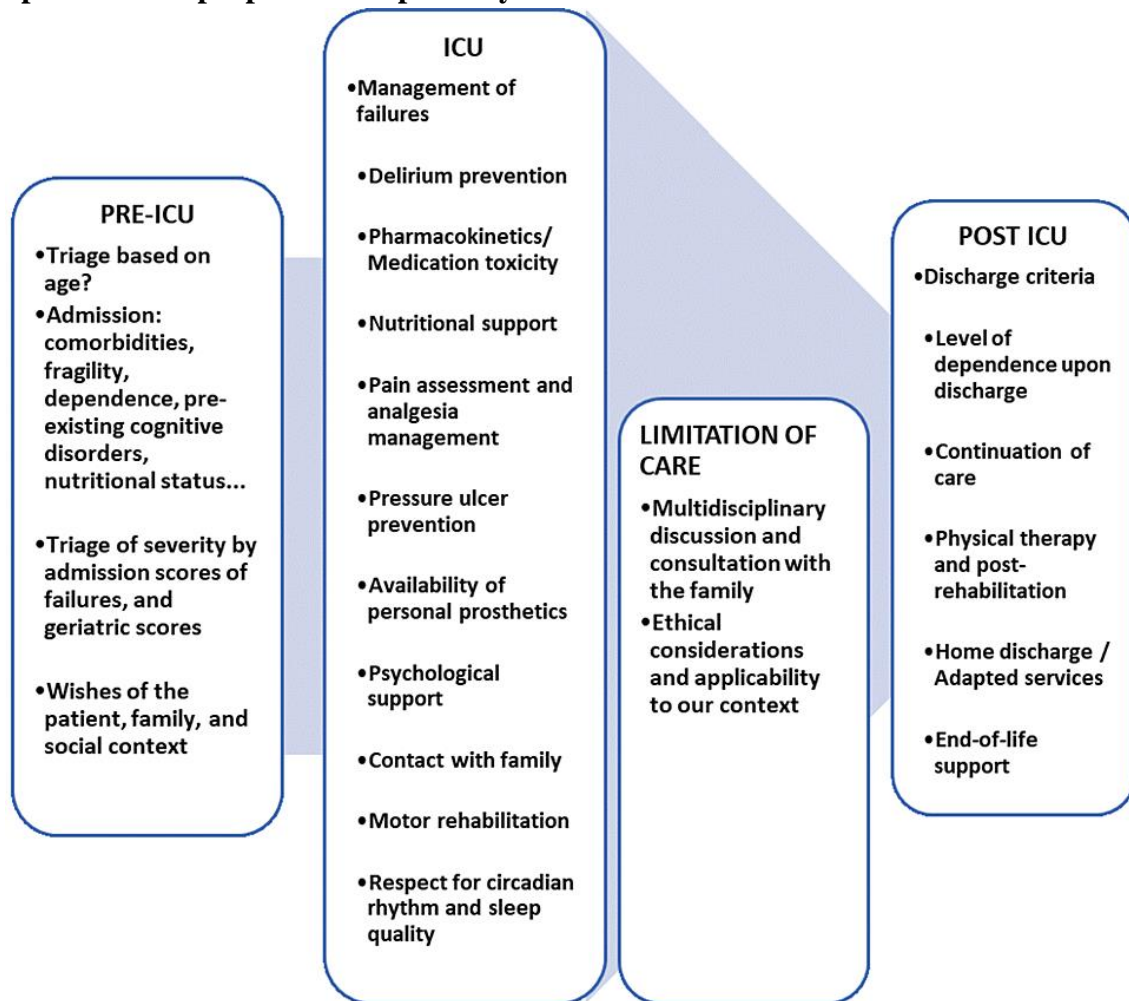 ICU
•Management of
failures
•Delirium prevention
•Pharmacokinetics/
Medication toxicity
•Nutritional support
•Pain assessment and
analgesia
management
•Pressure ulcer
prevention
•Availability of
personal prosthetics
•Psychological
support
•Contact with family
•Motor rehabilitation
•Respect for circadian
rhythm and sleep
quality
PRE-ICU
•Triage based on
age?
•Admission:
comorbidities,
fragility,
dependence, pre-
existing cognitive
disorders,
nutritional status...
•Triage of severity by
admission scores of
failures, and
geriatric scores
•Wishes of the
patient, family, and
social context
LIMITATION OF
CARE
•Multidisciplinary
discussion and
consultation with
the family
•Ethical
considerations
and applicability
to our context
POST ICU
•Discharge criteria
•Level of
dependence upon
discharge
•Continuation of
care
•Physical therapy
and post-
rehabilitation
•Home discharge /
Adapted services
•End-of-life
support